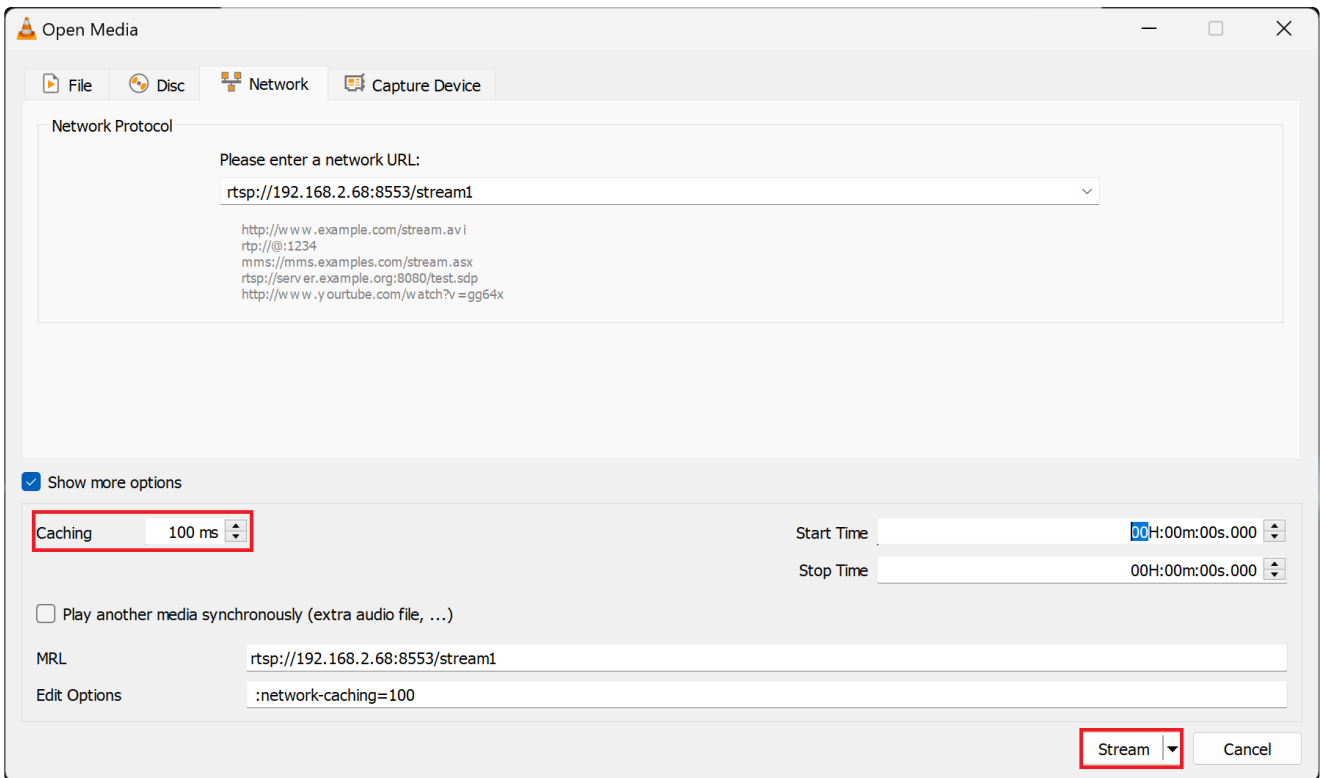 Open Media
File Disc Network Capture Device
Network Protocol
Please enter a network URL:
rtsp://192.168.2.68:8553/stream1
http://www.example.com/stream.avi
rtp://@:1234
mms://mms.examples.com/stream.asx
rtsp://server.example.org:8080/test.sdp
http://www.yourtube.com/watch?v=gg64x
Show more options
Caching 100 ms Start Time 00H:00m:00s.000
Stop Time 00H:00m:00s.000
Play another media synchronously (extra audio file, ...)
MRL rtsp://192.168.2.68:8553/stream1
Edit Options :network-caching=100
Stream Cancel